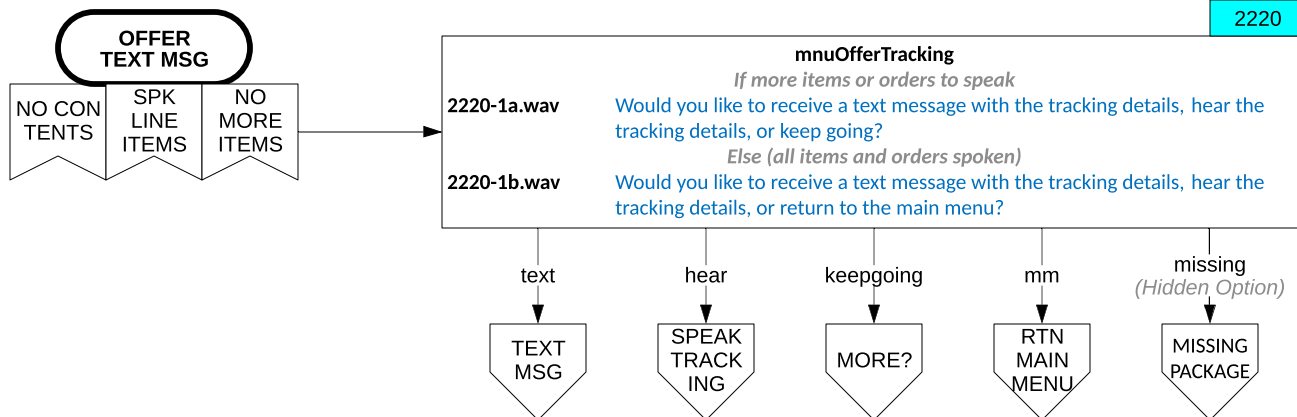 2220
OFFER
TEXT MSG
NO CON
TENTS
SPK
LINE
ITEMS
NO
MORE
ITEMS
mnuOfferTracking
If more items or orders to speak
2220-1a.wav Would you like to receive a text message with the tracking details, hear the
tracking details, or keep going?
Else (all items and orders spoken)
2220-1b.wav Would you like to receive a text message with the tracking details, hear the
tracking details, or return to the main menu?
text
hear
keepgoing
mm
missing
(Hidden Option)
TEXT
MSG
SPEAK
TRACK
ING
MORE?
RTN
MAIN
MENU
MISSING
PACKAGE